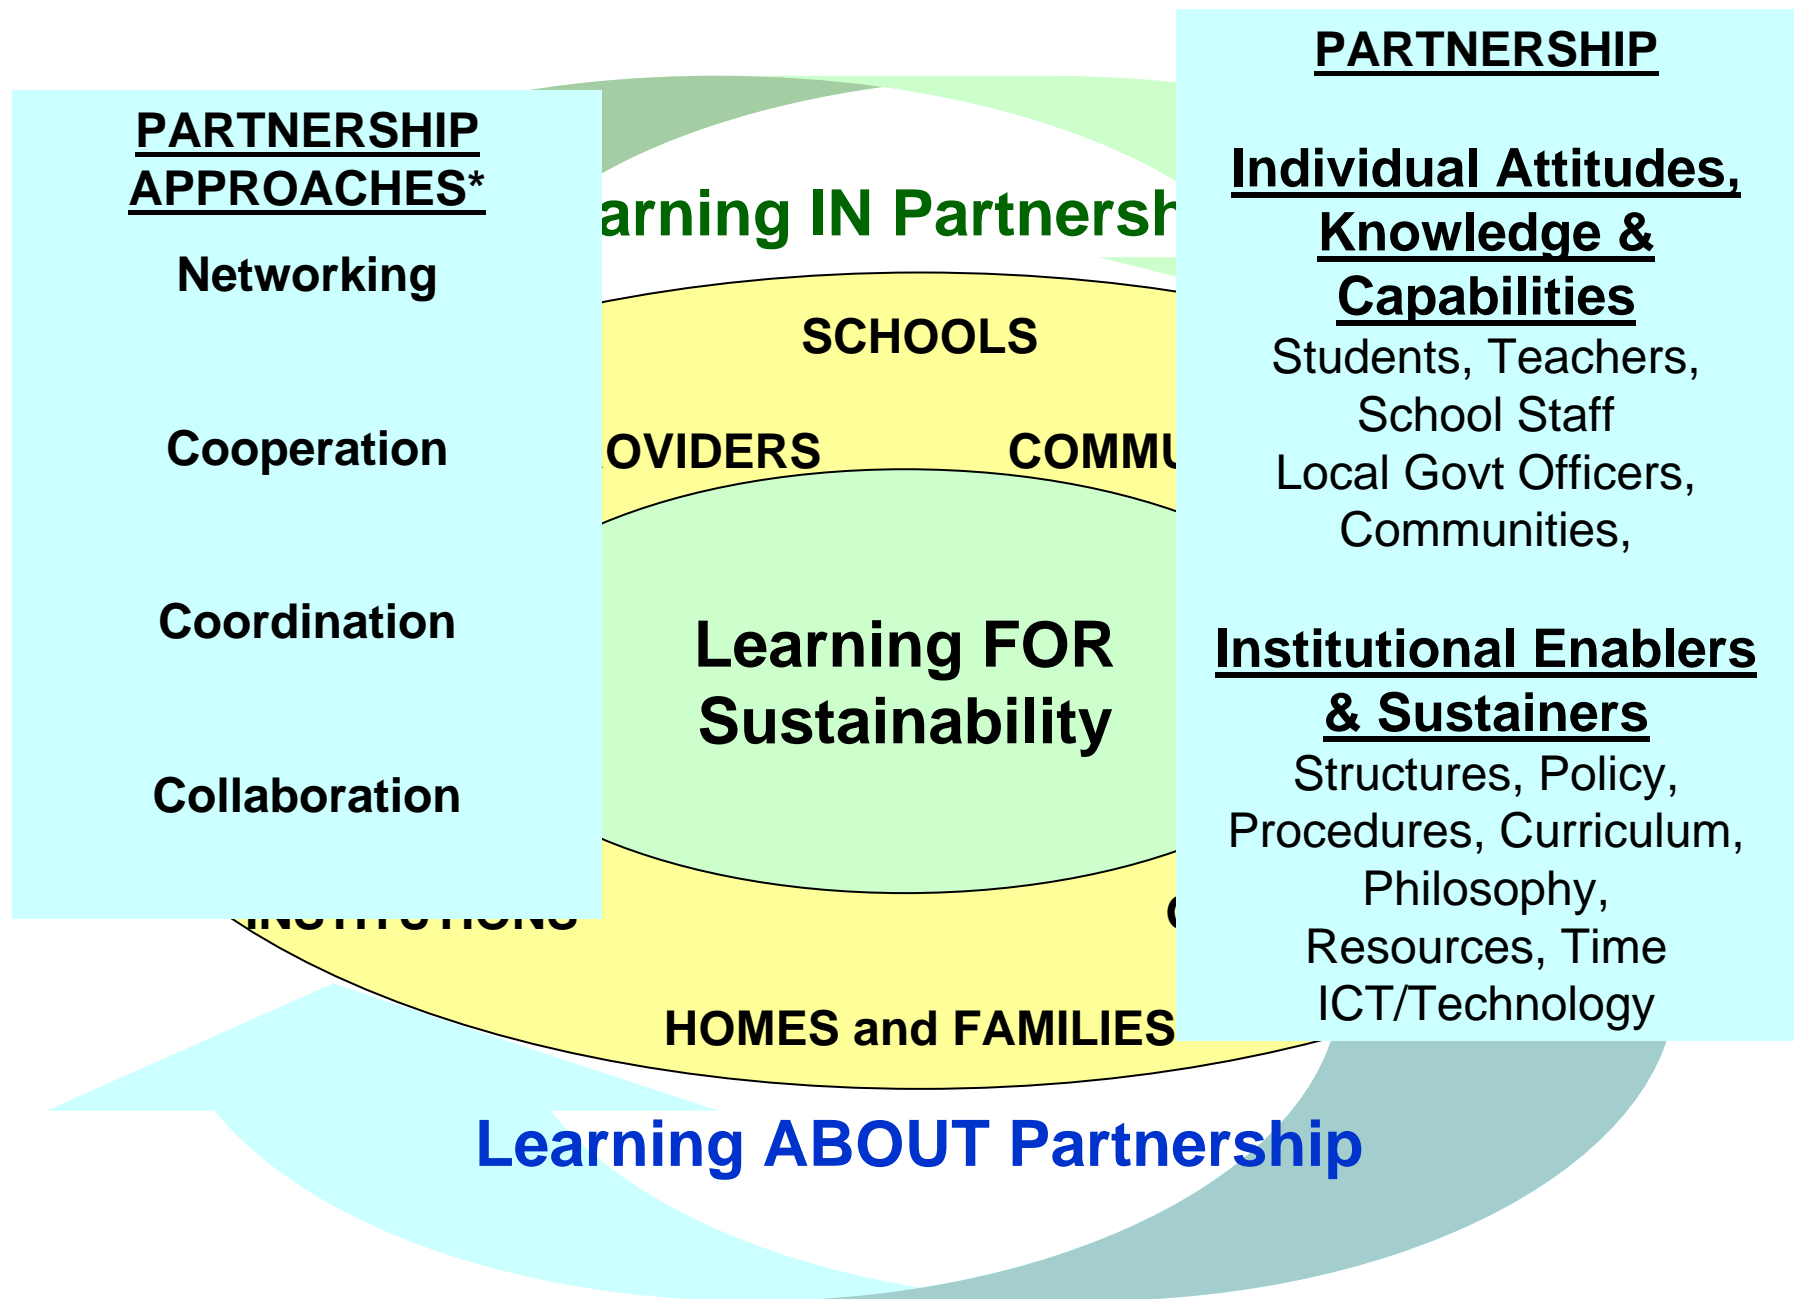 PARTNERSHIP
APPROACHES*
Networking
Cooperation
Coordination
Collaboration
arning IN Partnersh
SCHOOLS
OVIDERS
COMMU
Learning FOR
Sustainability
INSTITUTIONS
HOMES and FAMILIES
Learning ABOUT Partnership
PARTNERSHIP
Individual Attitudes,
Knowledge &
Capabilities
Students, Teachers,
School Staff
Local Govt Officers,
Communities,
Institutional Enablers
& Sustainers
Structures, Policy,
Procedures, Curriculum,
Philosophy,
Resources, Time
ICT/Technology